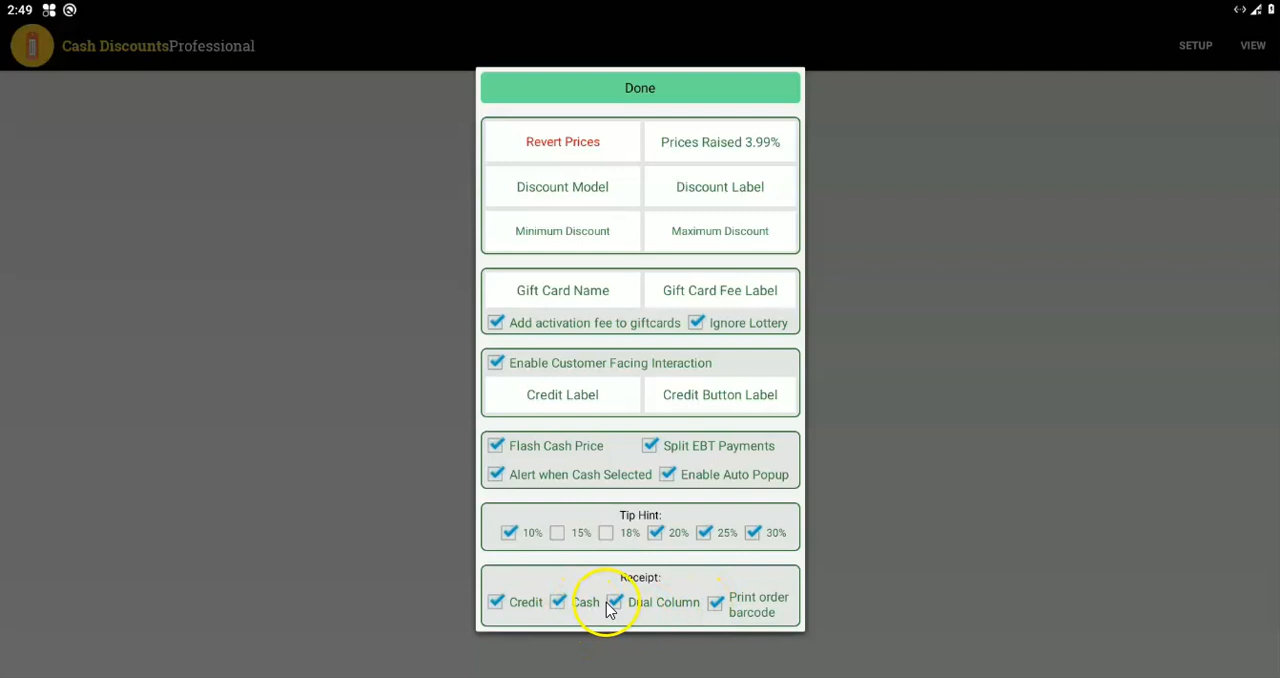 2:49
Cash DiscountsProfessional
SETUP VIEW
Done
Revert Prices Prices Raised 3.99%
Discount Model Discount Label
Minimum Discount Maximum Discount
Gift Card Name Gift Card Fee Label
Add activation fee to giftcards Ignore Lottery
Enable Customer Facing Interaction
Credit Label Credit Button Label
Flash Cash Price Split EBT Payments
Alert when Cash Selected Enable Auto Popup
Tip Hint:
10% 15% 18% 20% 25% 30%
Receipt:
Credit Cash Dual Column Print order
barcode